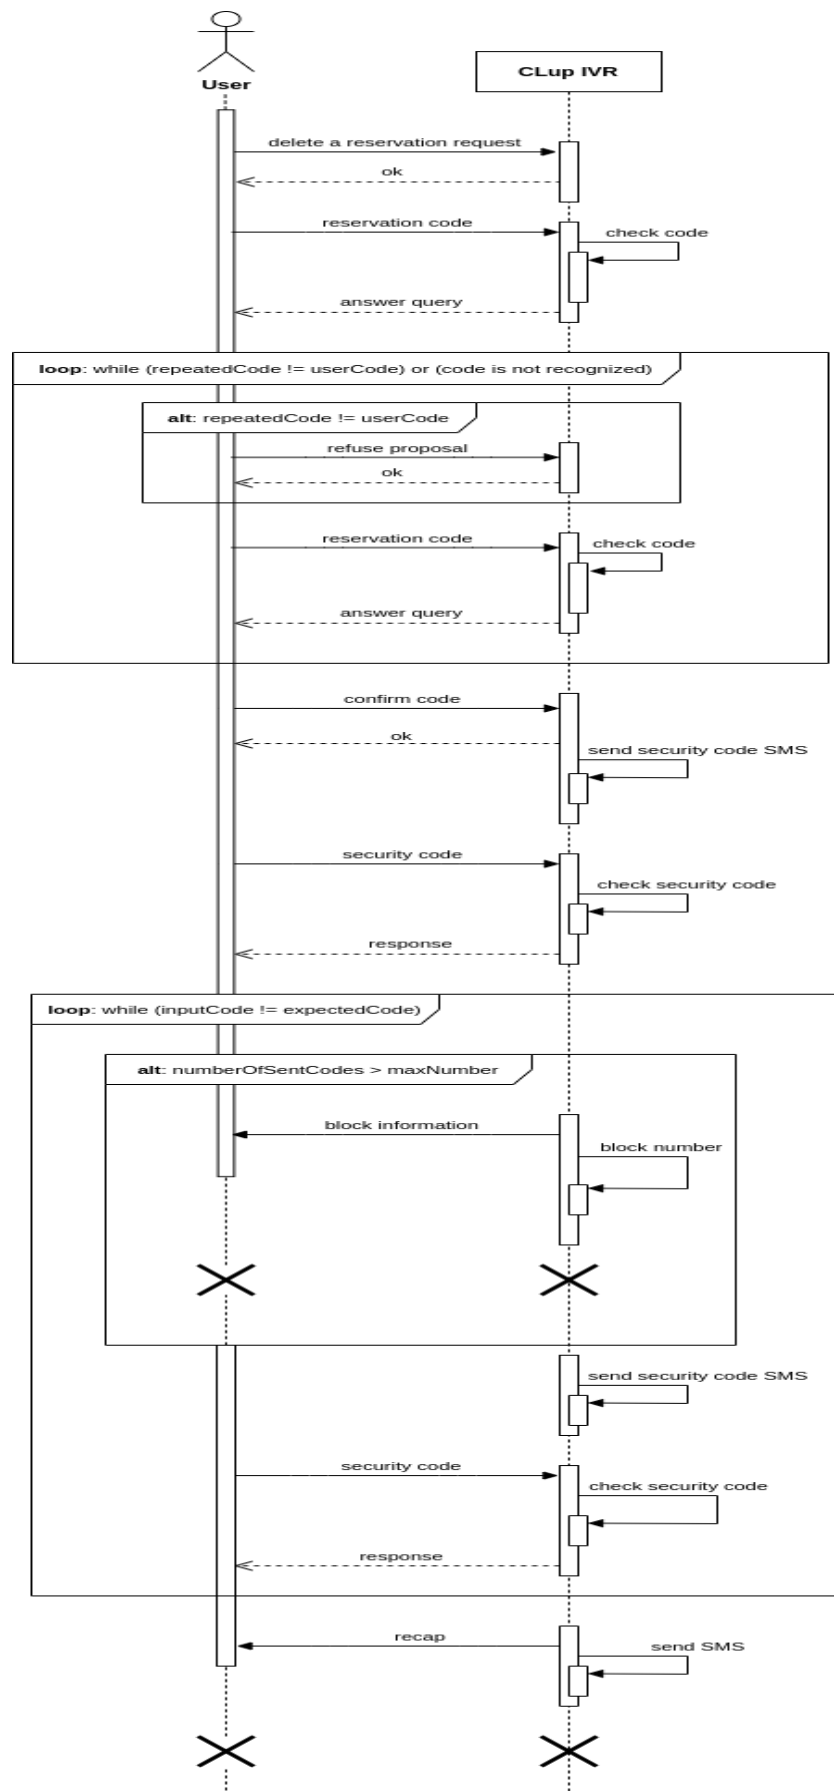 User
CLup IVR
delete a reservation request
ok
reservation code
check code
answer query
loop: while (repeatedCode != userCode) or (code is not recognized)
alt: repeatedCode != userCode
refuse proposal
ok
reservation code
check code
answer query
confirm code
ok
send security code SMS
security code
check security code
response
loop: while (inputCode != expectedCode)
alt: numberOfSentCodes > maxNumber
block information
block number
send security code SMS
security code
check security code
response
recap
send SMS